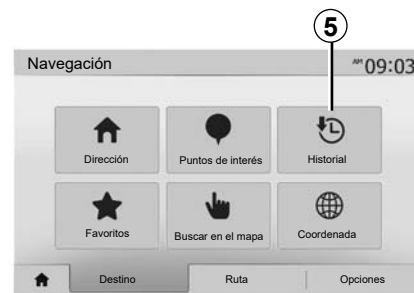 5
Navegación
AM 09:03
Dirección
Puntos de interés
Historial
Favoritos
Buscar en el mapa
Coordenada
Destino
Ruta
Opciones